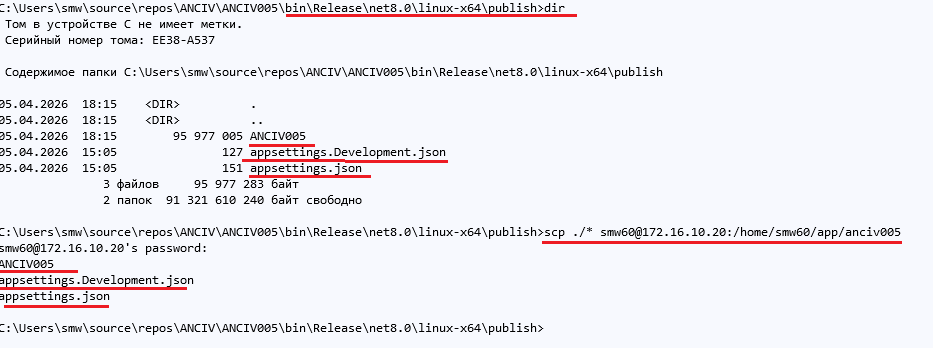 C:\Users\smw\source\repos\ANCIV\ANCIV005\bin\Release\net8.0\linux-x64\publish>dir
Том в устройстве C не имеет метки.
Серийный номер тома: EE38-A537
Содержимое папки C:\Users\smw\source\repos\ANCIV\ANCIV005\bin\Release\net8.0\linux-x64\publish
05.04.2026  18:15    <DIR>          .
05.04.2026  18:15    <DIR>          ..
05.04.2026  18:15        95 977 005 ANCIV005
05.04.2026  15:05               127 appsettings.Development.json
05.04.2026  15:05               151 appsettings.json
3 файлов     95 977 283 байт
2 папок  91 321 610 240 байт свободно
C:\Users\smw\source\repos\ANCIV\ANCIV005\bin\Release\net8.0\linux-x64\publish>scp ./* smw60@172.16.10.20:/home/smw60/app/anciv005
smw60@172.16.10.20's password:
ANCIV005
appsettings.Development.json
appsettings.json
C:\Users\smw\source\repos\ANCIV\ANCIV005\bin\Release\net8.0\linux-x64\publish>